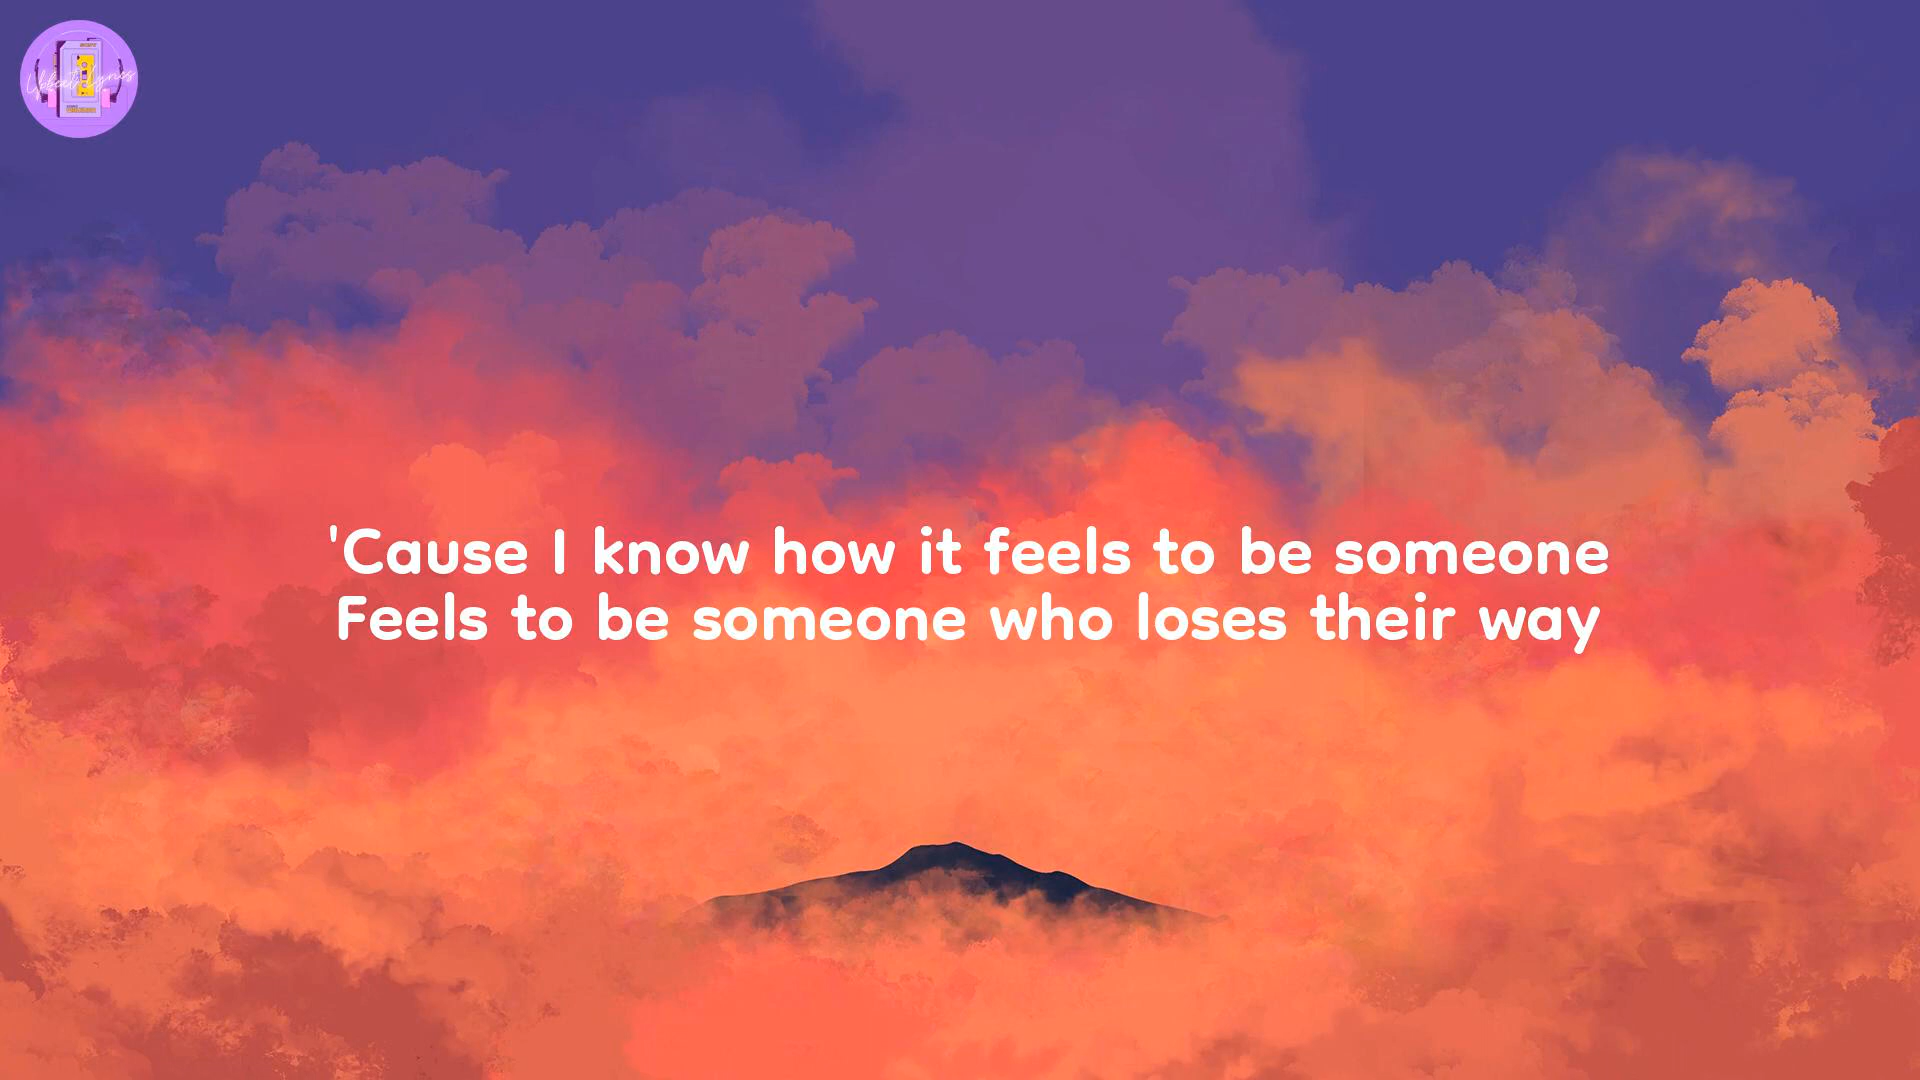 'Cause I know how it feels to be someone
Feels to be someone who loses their way